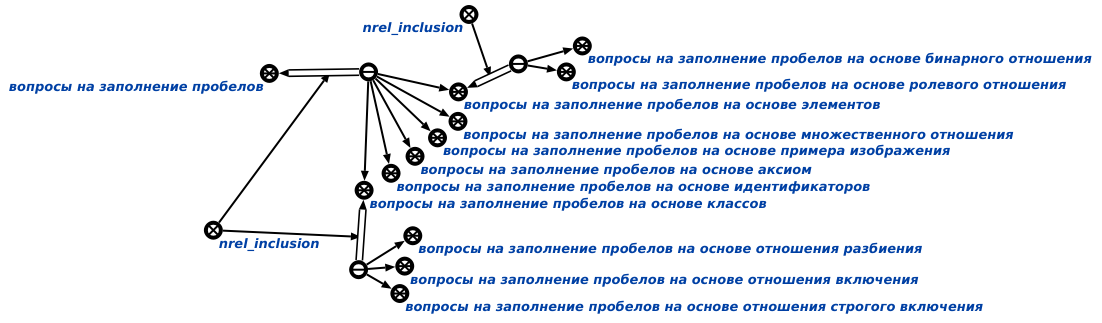 nrel_inclusion
вопросы на заполнение пробелов на основе бинарного отношения
вопросы на заполнение пробелов
вопросы на заполнение пробелов на основе ролевого отношения
вопросы на заполнение пробелов на основе элементов
вопросы на заполнение пробелов на основе множественного отношения
вопросы на заполнение пробелов на основе примера изображения
вопросы на заполнение пробелов на основе аксиом
вопросы на заполнение пробелов на основе идентификаторов
вопросы на заполнение пробелов на основе классов
nrel_inclusion
вопросы на заполнение пробелов на основе отношения разбиения
вопросы на заполнение пробелов на основе отношения включения
вопросы на заполнение пробелов на основе отношения строгого включения